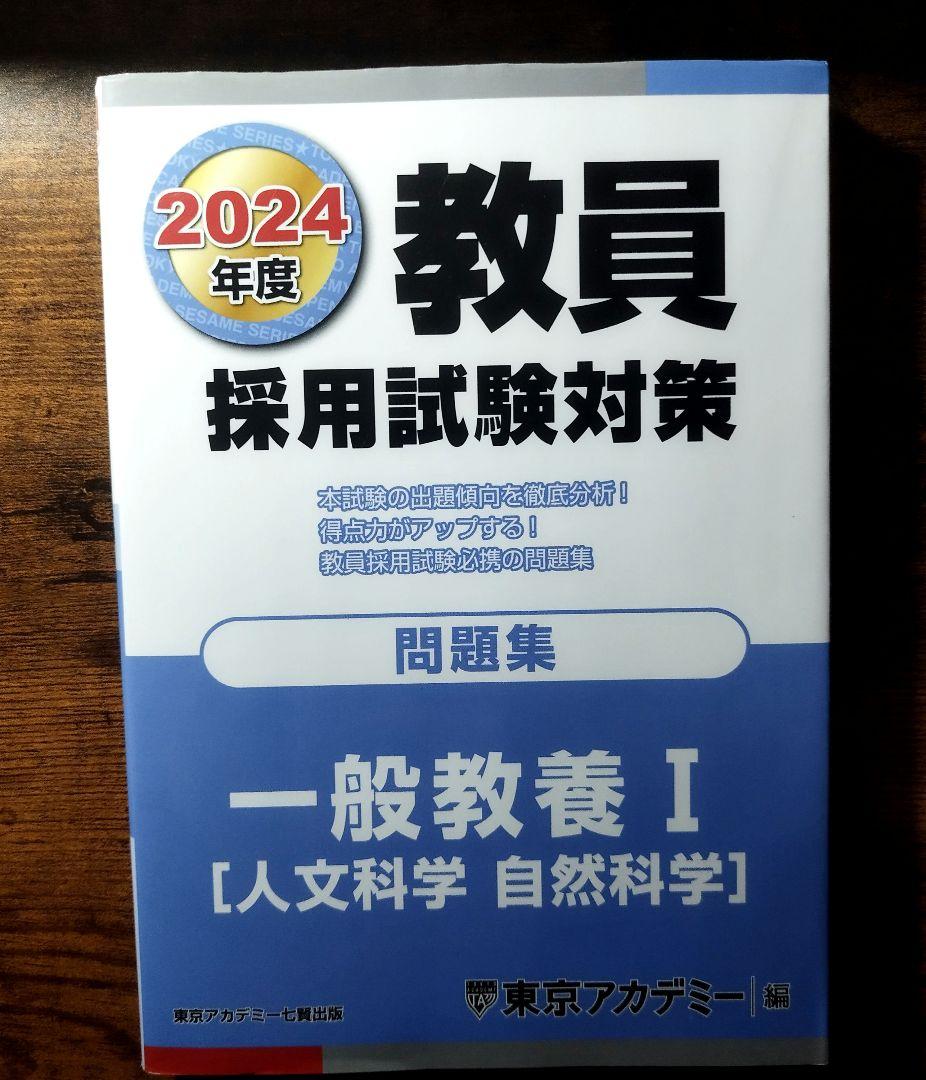 2024
年度
SESAME SERIES
教員
採用試験対策
本試験の出題傾向を徹底分析!
得点力がアップする!
教員採用試験必携の問題集
問題集
一般教養 I
[人文科学 自然科学]
東京アカデミー 編
東京アカデミー七賢出版